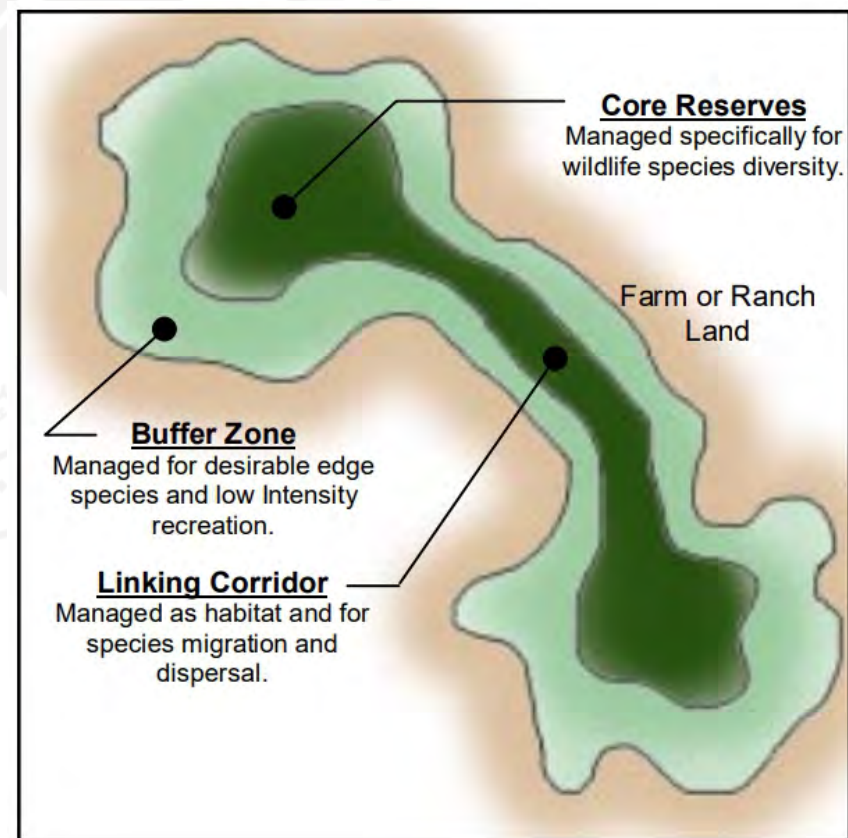 Core Reserves
Managed specifically for
wildlife species diversity.
Farm or Ranch
Land
Buffer Zone
Managed for desirable edge
species and low Intensity
recreation.
Linking Corridor
Managed as habitat and for
species migration and
dispersal.